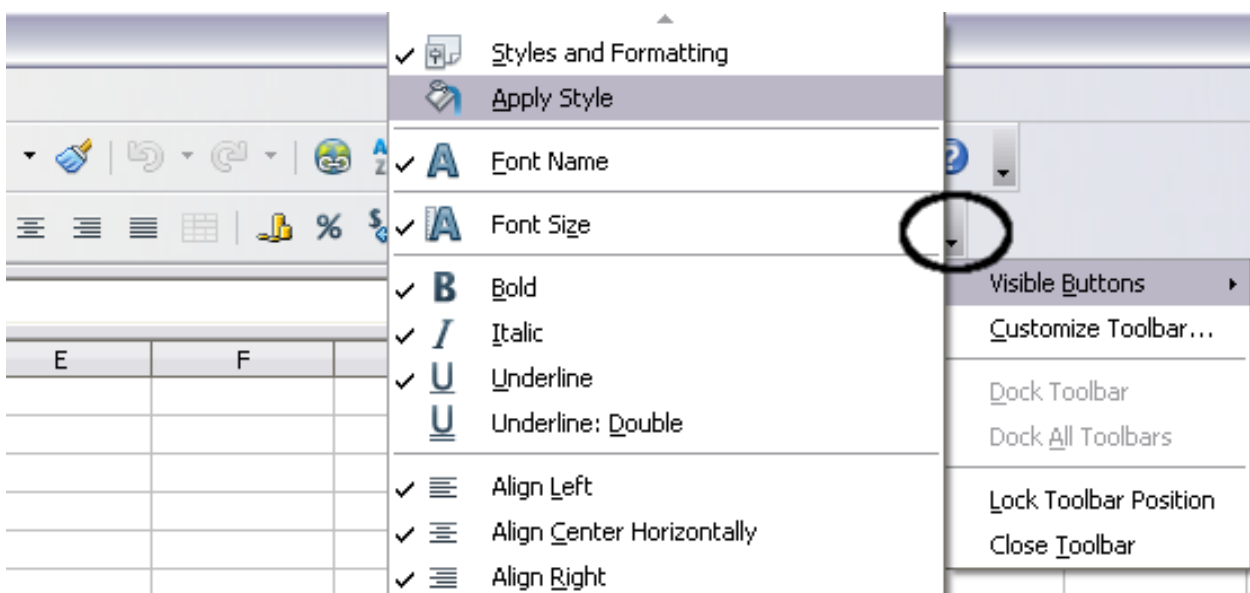 Styles and Formatting
Apply Style
Font Name
Font Size
Bold
Italic
Underline
Underline: Double
Align Left
Align Center Horizontally
Align Right
Visible Buttons
Customize Toolbar...
Dock Toolbar
Dock All Toolbars
Lock Toolbar Position
Close Toolbar
E
F